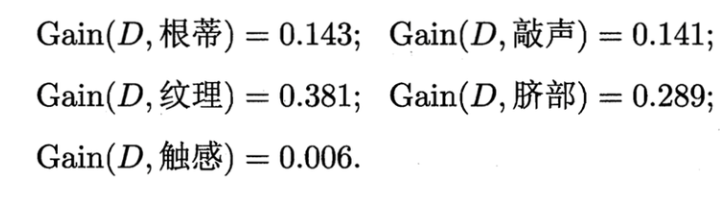 Gain(D, 根蒂) = 0.143;  Gain(D, 敲声) = 0.141;
Gain(D, 纹理) = 0.381;  Gain(D, 脐部) = 0.289;
Gain(D, 触感) = 0.006.